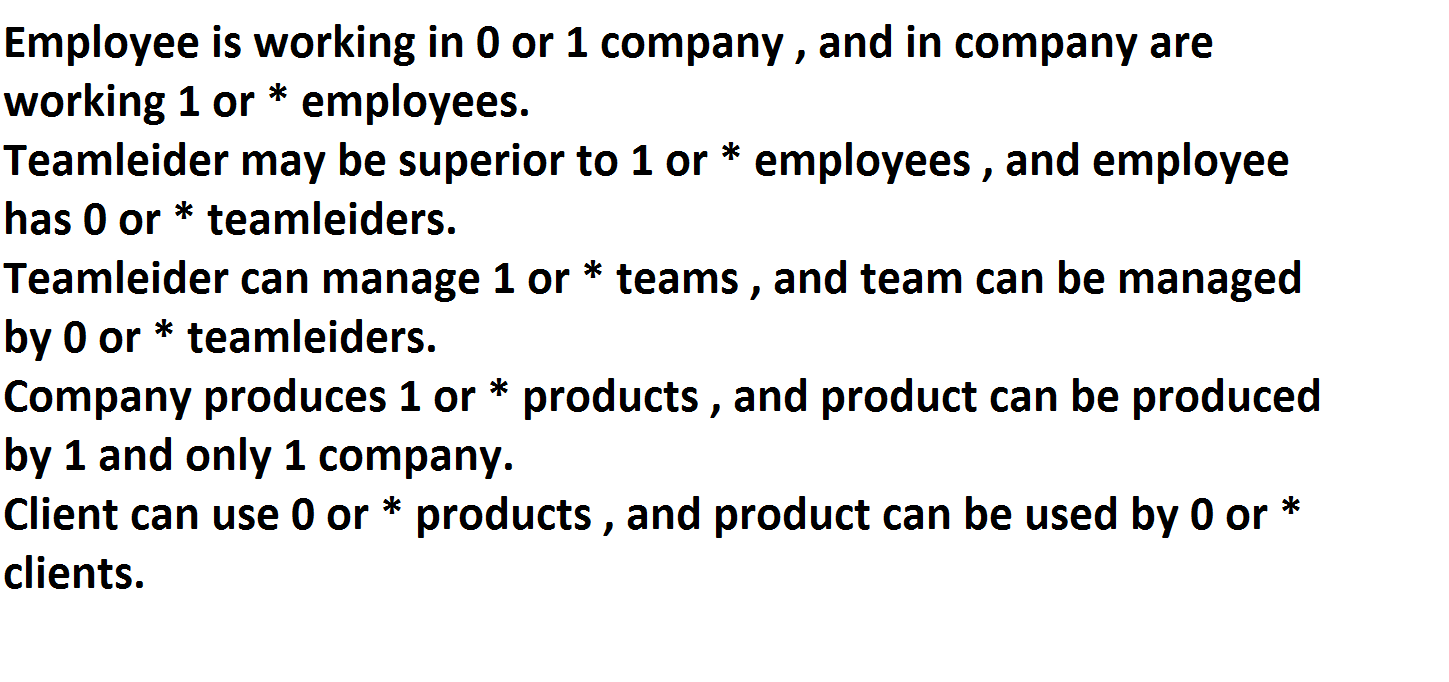 Employee is working in 0 or 1 company , and in company are
working 1 or * employees.
Teamleider may be superior to 1 or * employees , and employee
has 0 or * teamleiders.
Teamleider can manage 1 or * teams , and team can be managed
by 0 or * teamleiders.
Company produces 1 or * products , and product can be produced
by 1 and only 1 company.
Client can use 0 or * products , and product can be used by 0 or *
clients.